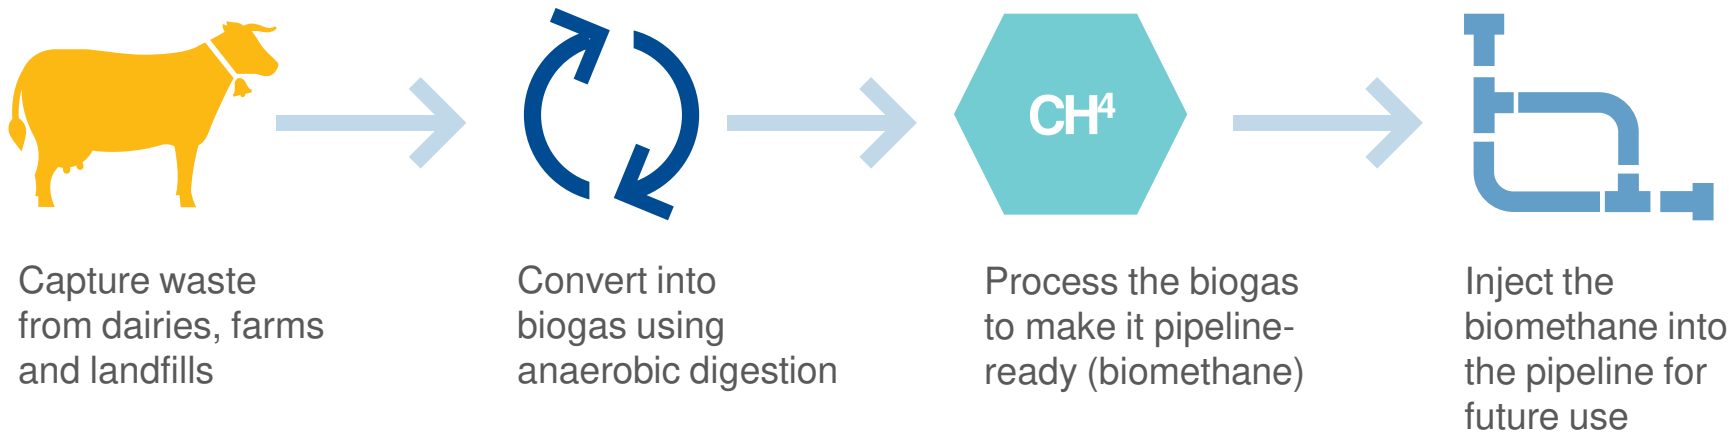 CH⁴
Capture waste
from dairies, farms
and landfills
Convert into
biogas using
anaerobic digestion
Process the biogas
to make it pipeline-
ready (biomethane)
Inject the
biomethane into
the pipeline for
future use